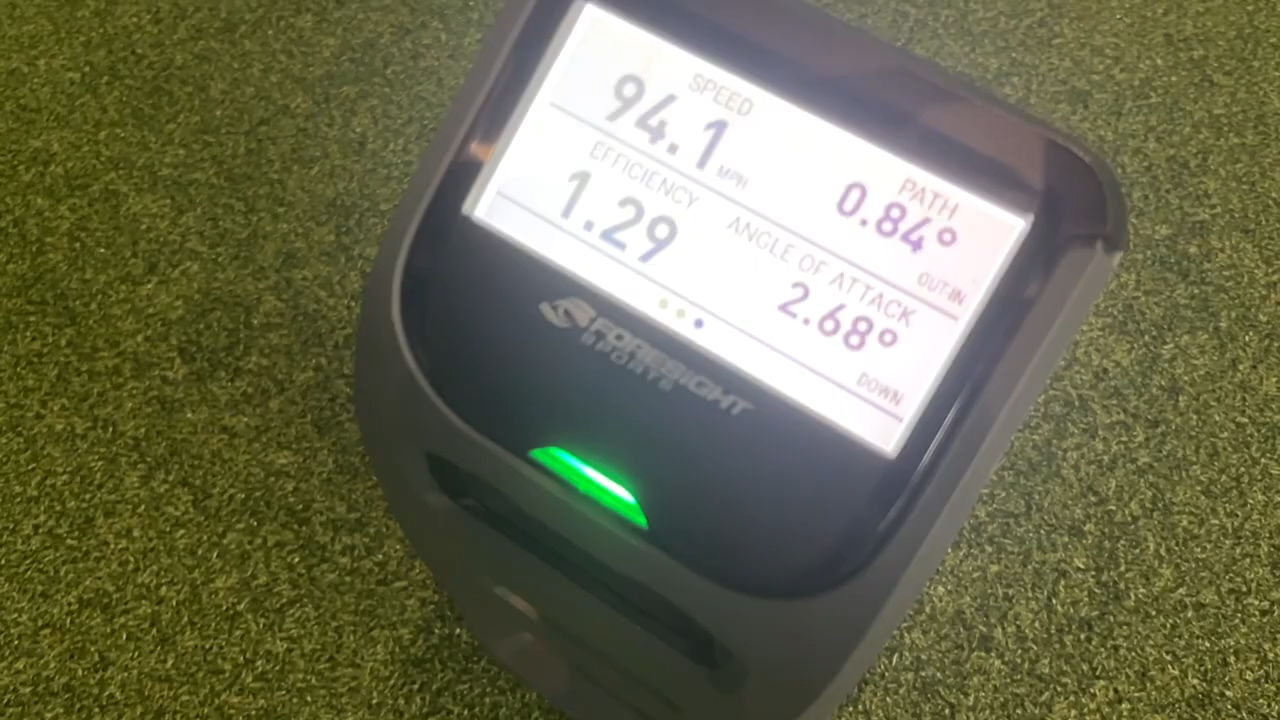 SPEED
94.1 MPH
PATH
0.84°
OUT-IN
EFFICIENCY
1.29
ANGLE OF ATTACK
2.68°
DOWN
FORESIGHT
SPORTS